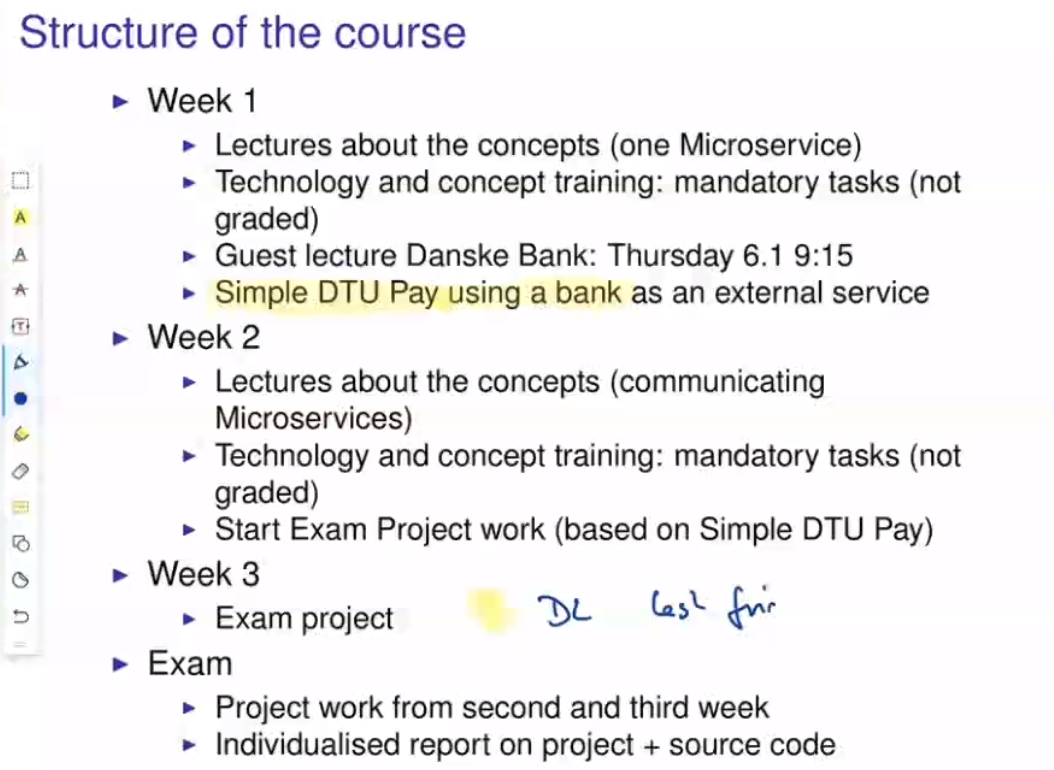 Structure of the course
► Week 1
► Lectures about the concepts (one Microservice)
► Technology and concept training: mandatory tasks (not
graded)
► Guest lecture Danske Bank: Thursday 6.1 9:15
► Simple DTU Pay using a bank as an external service
► Week 2
► Lectures about the concepts (communicating
Microservices)
► Technology and concept training: mandatory tasks (not
graded)
► Start Exam Project work (based on Simple DTU Pay)
► Week 3
► Exam project DL last
► Exam
► Project work from second and third week
► Individualised report on project + source code